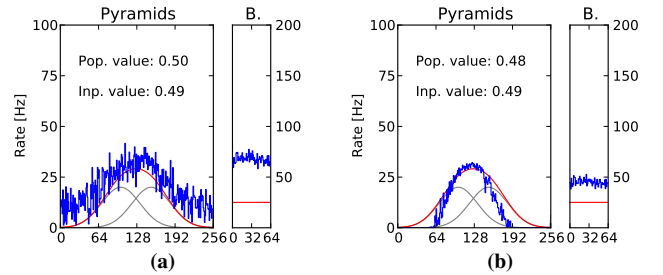 Pyramids B.
100 200
Pop. value: 0.50
75 150
Inp. value: 0.49
Rate [Hz]
50 100
25 50
0 64 128 192 256 0 32 64
(a)
Pyramids B.
100 200
Pop. value: 0.48
75 150
Inp. value: 0.49
Rate [Hz]
50 100
25 50
0 64 128 192 256 0 32 64
(b)